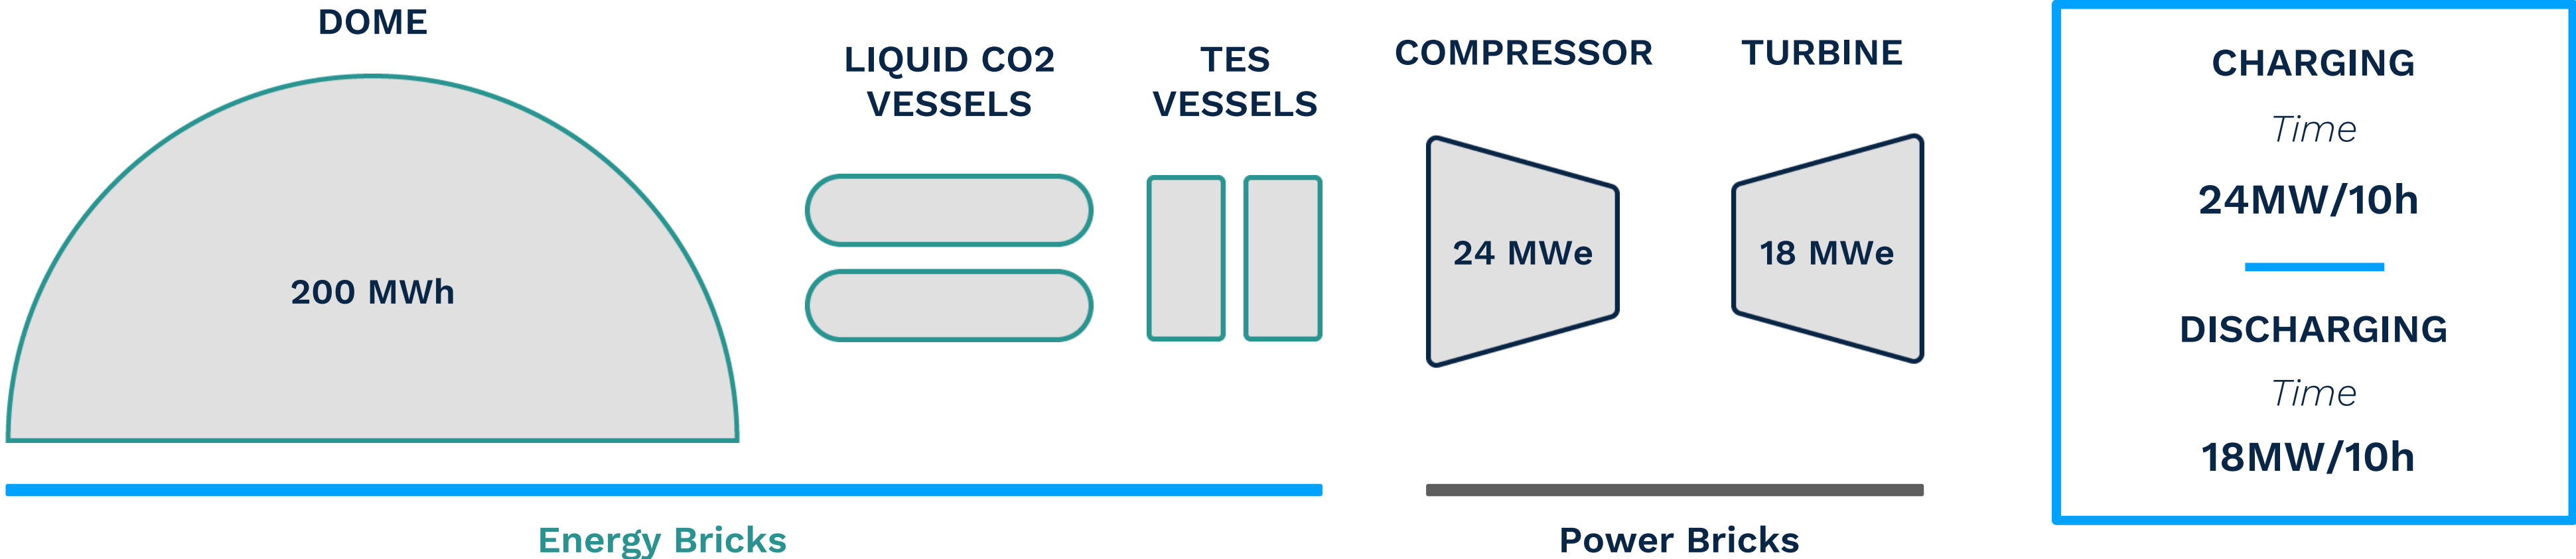 DOME
200 MWh
LIQUID CO2
VESSELS
TES
VESSELS
Energy Bricks
COMPRESSOR
24 MWe
TURBINE
18 MWe
Power Bricks
CHARGING
Time
24MW/10h
DISCHARGING
Time
18MW/10h